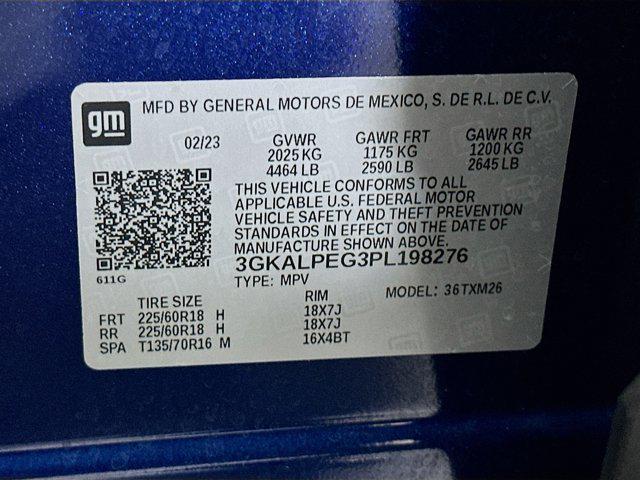 gm MFD BY GENERAL MOTORS DE MEXICO, S. DE R.L. DE C.V.
02/23 GVWR GAWR FRT GAWR RR
2025 KG 1175 KG 1200 KG
4464 LB 2590 LB 2645 LB
THIS VEHICLE CONFORMS TO ALL
APPLICABLE U.S. FEDERAL MOTOR
VEHICLE SAFETY AND THEFT PREVENTION
STANDARDS IN EFFECT ON THE DATE OF
MANUFACTURE SHOWN ABOVE.
3GKALPEG3PL198276
611G TYPE: MPV MODEL: 36TXM26
TIRE SIZE RIM
FRT 225/60R18 H 18X7J
RR 225/60R18 H 18X7J
SPA T135/70R16 M 16X4BT